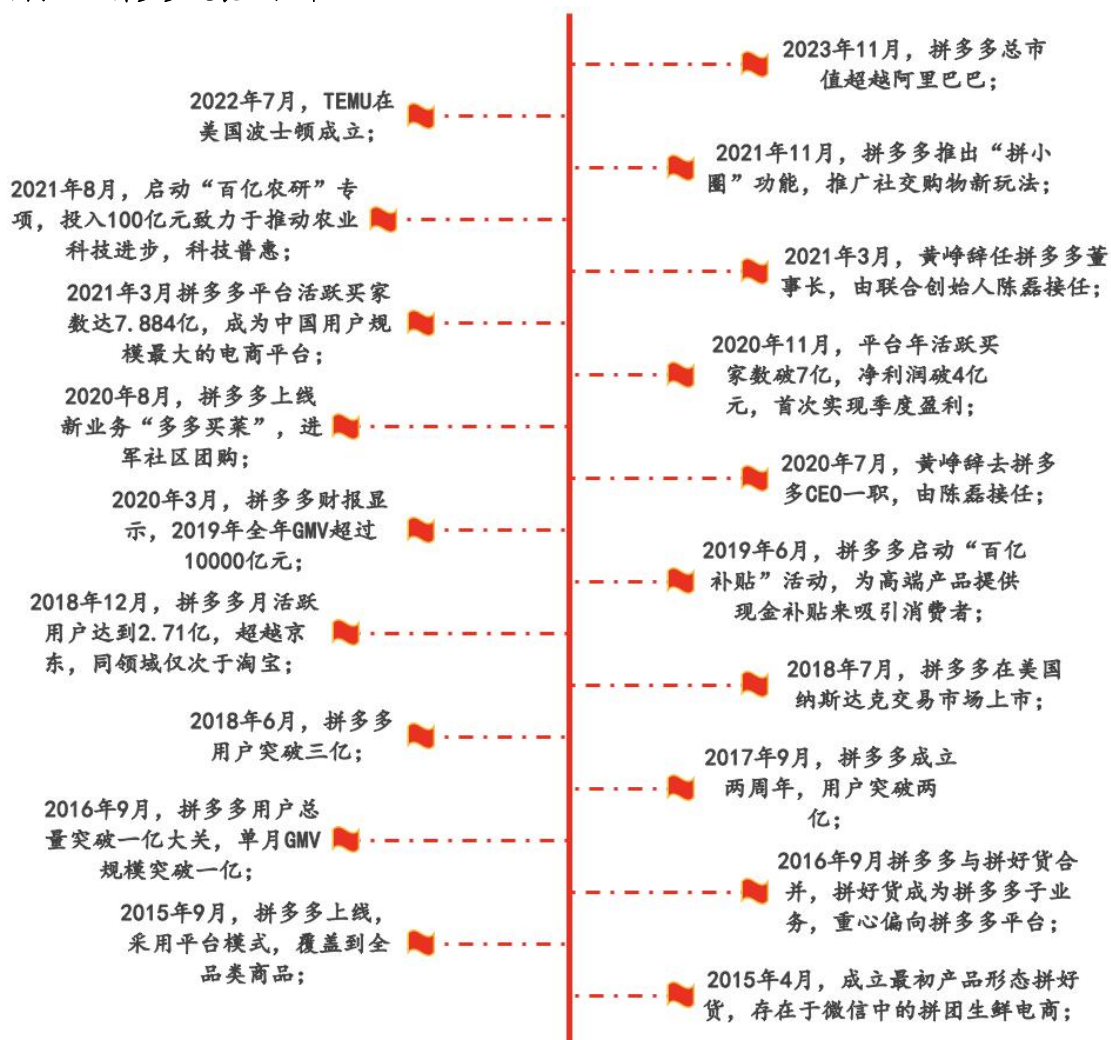 2023年11月，拼多多总市
值超越阿里巴巴；
2022年7月，TEMU在
美国波士顿成立；
2021年11月，拼多多推出“拼小
圈”功能，推广社交购物新玩法；
2021年8月，启动“百亿农研”专
项，投入100亿元致力于推动农业
科技进步，科技普惠；
2021年3月，黄峥辞任拼多多董
事长，由联合创始人陈磊接任；
2021年3月拼多多平台活跃买家
数达7.884亿，成为中国用户规
模最大的电商平台；
2020年11月，平台年活跃买
家数破7亿，净利润破4亿
元，首次实现季度盈利；
2020年8月，拼多多上线
新业务“多多买菜”，进
军社区团购；
2020年7月，黄峥辞去拼多
多CEO一职，由陈磊接任；
2020年3月，拼多多财报显
示，2019年全年GMV超过
10000亿元；
2019年6月，拼多多启动“百亿
补贴”活动，为高端产品提供
现金补贴来吸引消费者；
2018年12月，拼多多月活跃
用户达到2.71亿，超越京
东，同领域仅次于淘宝；
2018年7月，拼多多在美国
纳斯达克交易市场上市；
2018年6月，拼多多
用户突破三亿；
2017年9月，拼多多成立
两周年，用户突破两
亿；
2016年9月，拼多多用户总
量突破一亿大关，单月GMV
规模突破一亿；
2016年9月拼多多与拼好货合
并，拼好货成为拼多多子业
务，重心偏向拼多多平台；
2015年9月，拼多多上线，
采用平台模式，覆盖到全
品类商品；
2015年4月，成立最初产品形态拼好
货，存在于微信中的拼团生鲜电商；